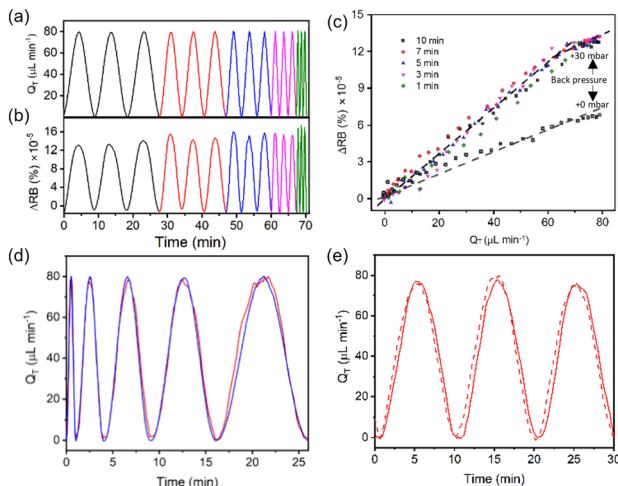 (a)
Q_T (µL min⁻¹)
80
60
40
20
0
(b)
ΔRB (%) ×10⁻⁵
16
12
8
4
0
0 10 20 30 40 50 60 70
Time (min)
(c)
ΔRB (%) ×10⁻⁵
15
12
9
6
3
0
10 min
7 min
5 min
3 min
1 min
+30 mbar
Back pressure
+0 mbar
0 20 40 60 80 100
Q_T (µL min⁻¹)
(d)
Q_T (µL min⁻¹)
80
60
40
20
0
0 5 10 15 20 25
Time (min)
(e)
Q_T (µL min⁻¹)
80
60
40
20
0
0 5 10 15 20 25 30
Time (min)